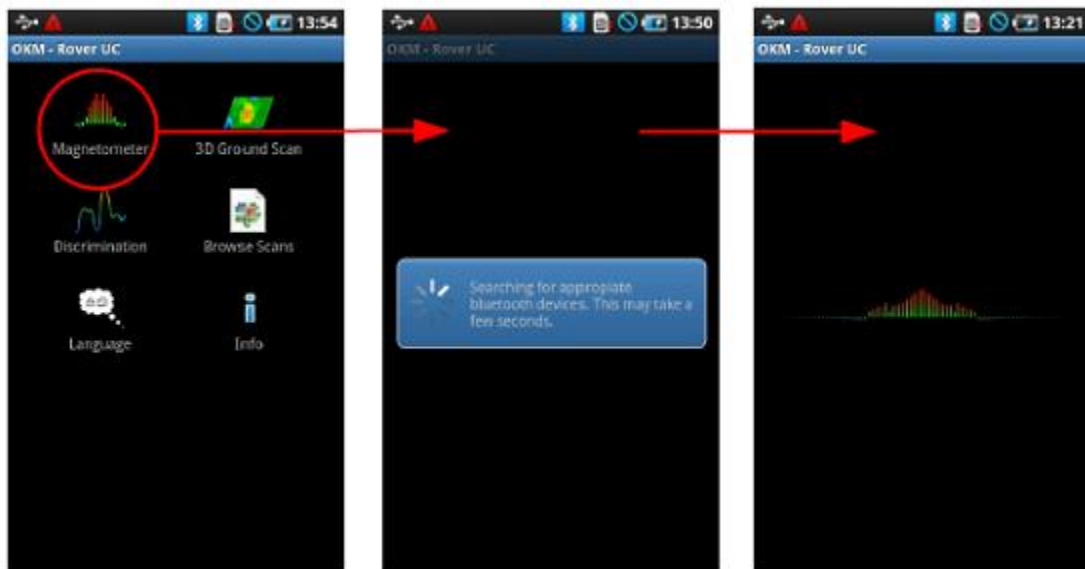 13:54
OKM - Rover UC
Magnetometer
3D Ground Scan
Discrimination
Browse Scans
Language
Info
13:50
OKM - Rover UC
Searching for appropiate
bluetooth devices. This may take a
few seconds.
13:21
OKM - Rover UC